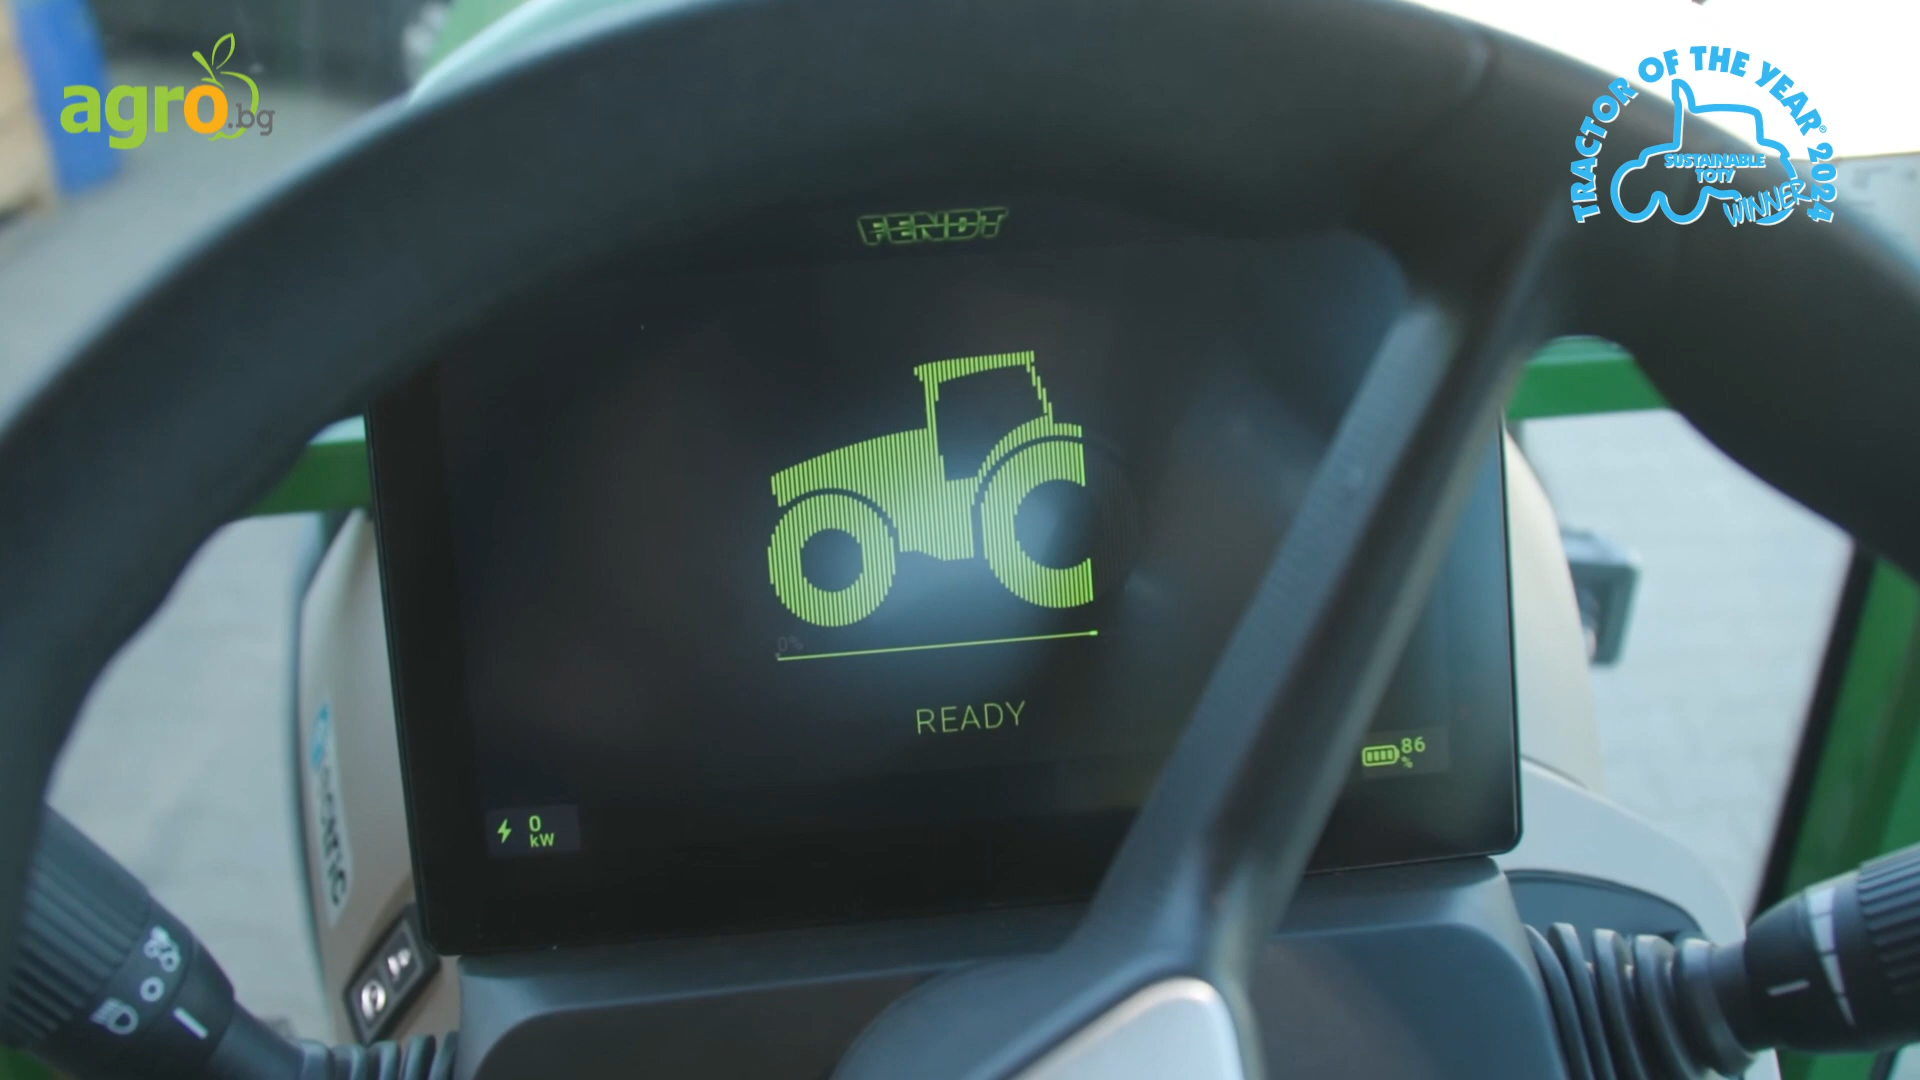 agro.bg
TRACTOR OF THE YEAR® 2024
SUSTAINABLE
TOTY
WINNER
FENDT
0%
READY
86
%
0
kW